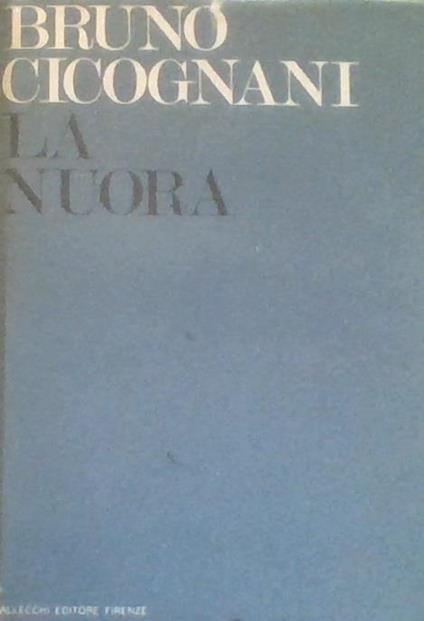 BRUNO
CICOGNANI
LA
NUORA
ALLECCHI EDITORE FIRENZE